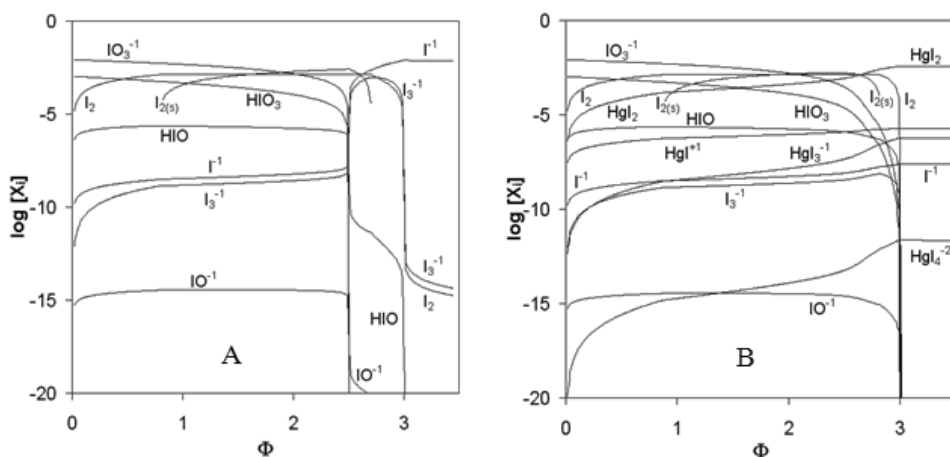 0
-5
-10
-15
-20
log [Xᵢ]
IO₃⁻¹
I⁻¹
I₂
I₂₍ₛ₎
HIO₃
I₃⁻¹
HIO
I⁻¹
I₃⁻¹
I₃⁻¹
I₂
IO⁻¹
HIO
A
IO⁻¹
0
1
2
3
Φ
0
-5
-10
-15
-20
log [Xᵢ]
IO₃⁻¹
HgI₂
I₂
I₂₍ₛ₎
I₂₍ₛ₎
I₂
HgI₂
HIO
HIO₃
HgI⁺¹
HgI₃⁻¹
I⁻¹
I⁻¹
I₃⁻¹
HgI₄⁻²
IO⁻¹
B
0
1
2
3
Φ